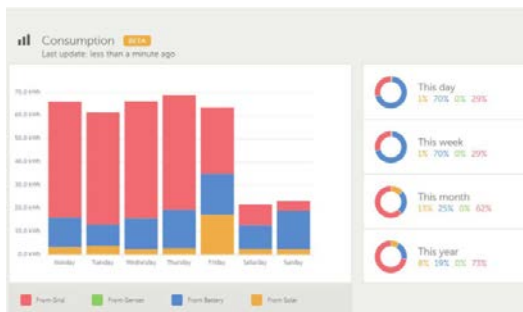 Consumption BETA
Last update: less than a minute ago
70.0 kWh
60.0 kWh
50.0 kWh
40.0 kWh
30.0 kWh
20.0 kWh
10.0 kWh
0.0 kWh
Monday Tuesday Wednesday Thursday Friday Saturday Sunday
From Grid From Genset From Battery From Solar
This day
1% 70% 0% 29%
This week
1% 70% 0% 29%
This month
13% 25% 0% 62%
This year
8% 19% 0% 73%